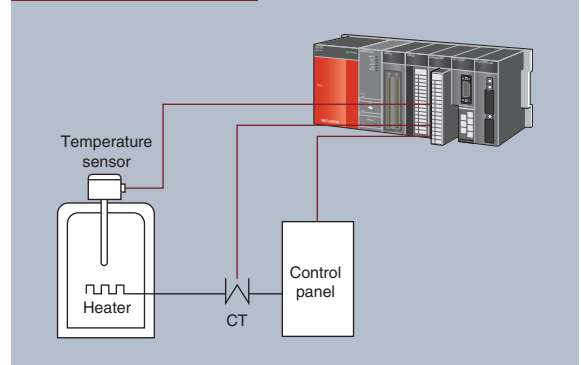 Temperature
sensor
Heater
CT
Control
panel